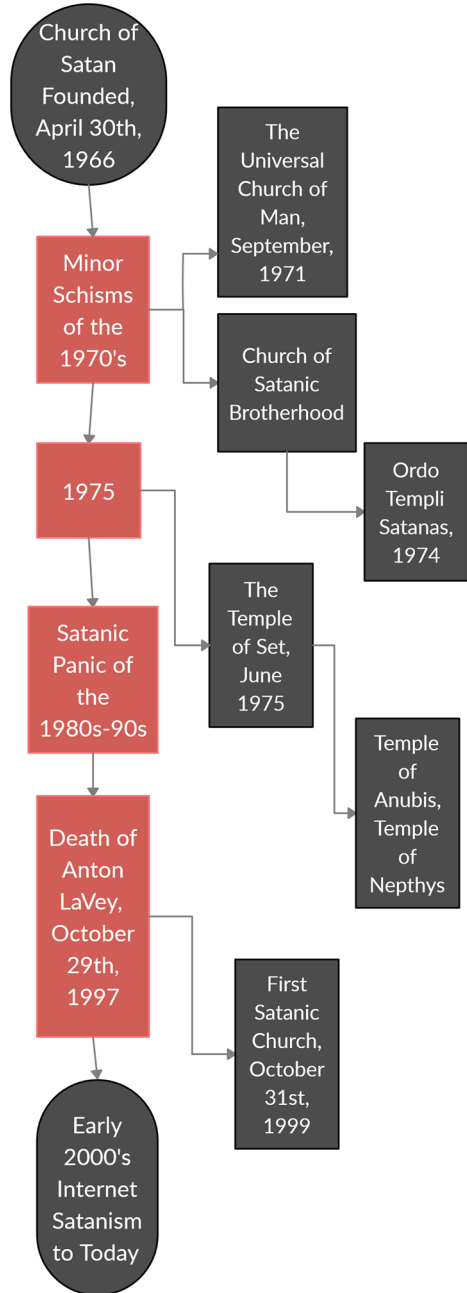 Church of
Satan
Founded,
April 30th,
1966
The
Universal
Church of
Man,
September,
1971
Minor
Schisms
of the
1970's
Church of
Satanic
Brotherhood
Ordo
Templi
Satanas,
1974
1975
The
Temple
of Set,
June
1975
Satanic
Panic of
the
1980s-90s
Temple
of
Anubis,
Temple
of
Nepthys
Death of
Anton
LaVey,
October
29th,
1997
First
Satanic
Church,
October
31st,
1999
Early
2000's
Internet
Satanism
to Today